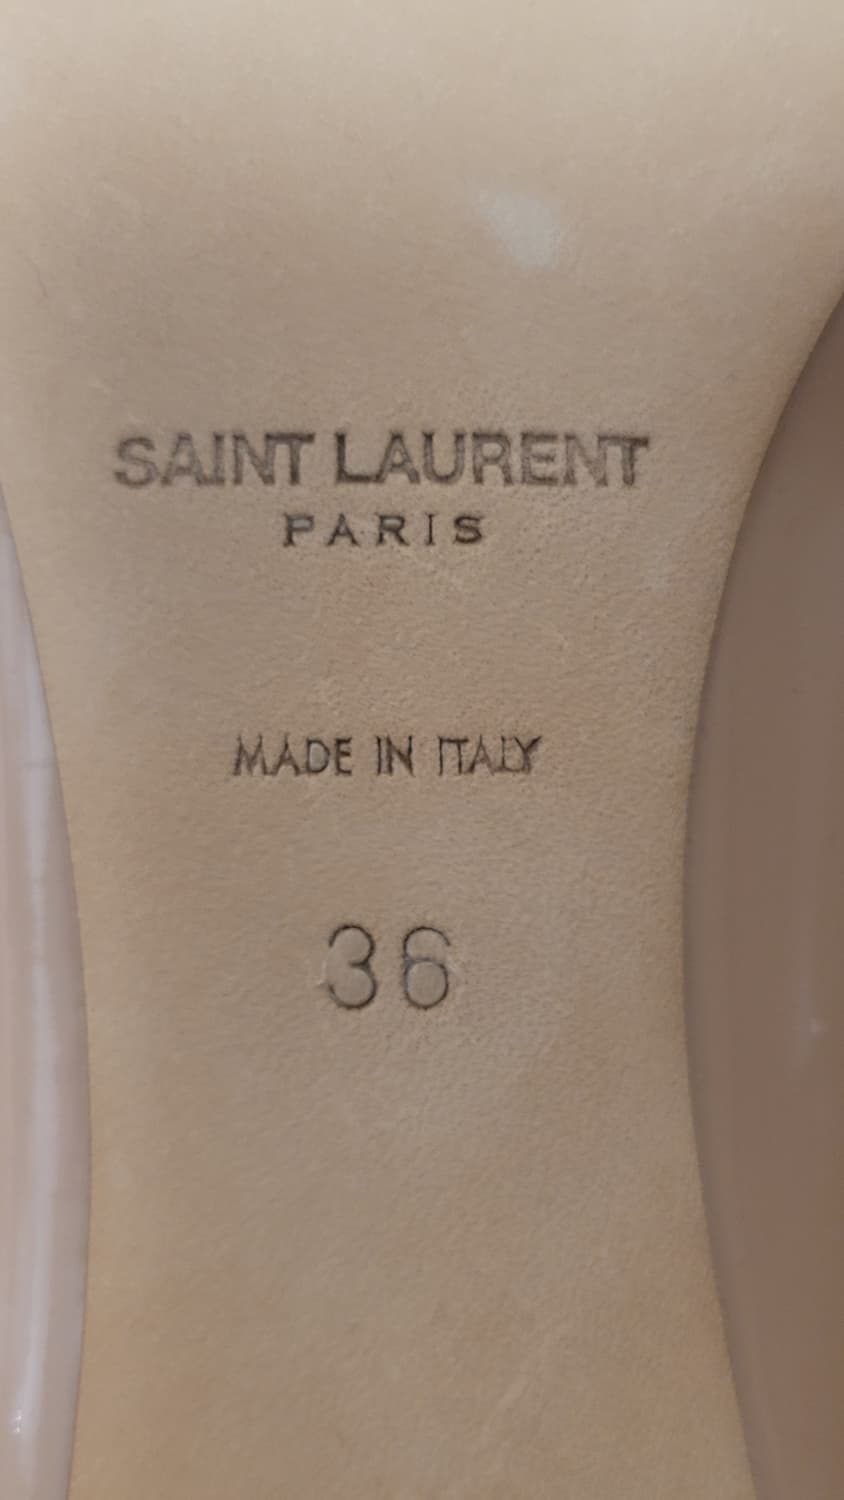 SAINT LAURENT
PARIS
MADE IN ITALY
36